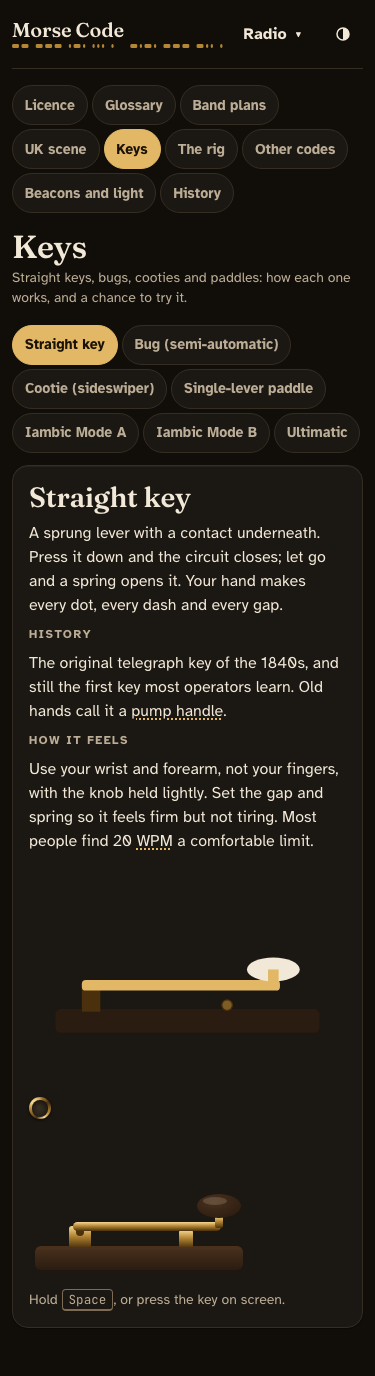 Morse Code
Radio ▾
Licence Glossary Band plans
UK scene Keys The rig Other codes
Beacons and light History
Keys
Straight keys, bugs, cooties and paddles: how each one
works, and a chance to try it.
Straight key Bug (semi-automatic)
Cootie (sideswiper) Single-lever paddle
Iambic Mode A Iambic Mode B Ultimatic
Straight key
A sprung lever with a contact underneath.
Press it down and the circuit closes; let go
and a spring opens it. Your hand makes
every dot, every dash and every gap.
HISTORY
The original telegraph key of the 1840s, and
still the first key most operators learn. Old
hands call it a pump handle.
HOW IT FEELS
Use your wrist and forearm, not your fingers,
with the knob held lightly. Set the gap and
spring so it feels firm but not tiring. Most
people find 20 WPM a comfortable limit.
Hold Space, or press the key on screen.